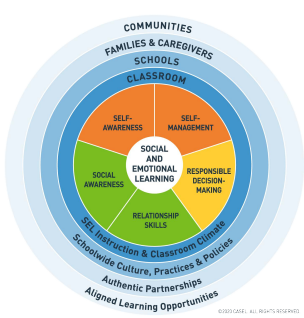 COMMUNITIES
FAMILIES & CAREGIVERS
SCHOOLS
CLASSROOM
SELF-
AWARENESS
SELF-
MANAGEMENT
SOCIAL
AND
EMOTIONAL
LEARNING
SOCIAL
AWARENESS
RESPONSIBLE
DECISION-
MAKING
RELATIONSHIP
SKILLS
SEL Instruction & Classroom Climate
Schoolwide Culture, Practices & Policies
Authentic Partnerships
Aligned Learning Opportunities
©2020 CASEL. ALL RIGHTS RESERVED.